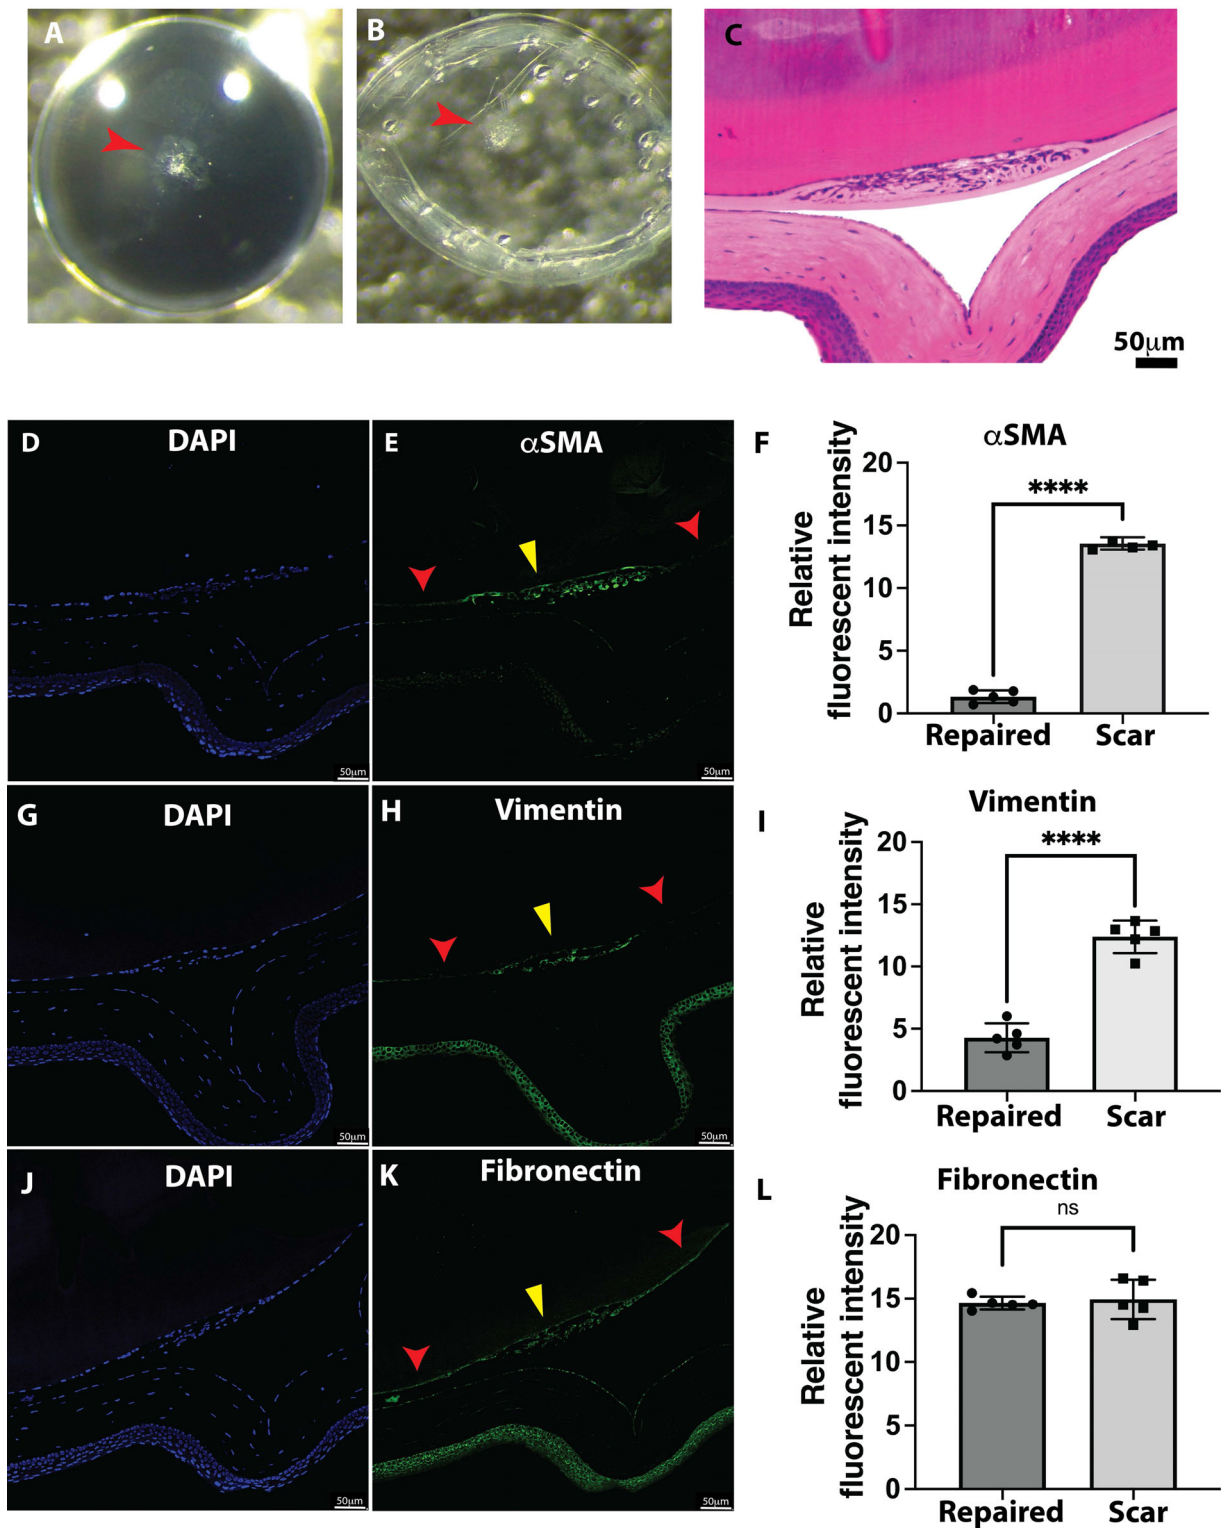 A
B
C
50μm
D
DAPI
E
αSMA
50μm
50μm
F
αSMA
Relative
fluorescent intensity
20
15
10
5
0
****
Repaired
Scar
G
DAPI
H
Vimentin
50μm
50μm
I
Vimentin
Relative
fluorescent intensity
20
15
10
5
0
****
Repaired
Scar
J
DAPI
K
Fibronectin
50μm
50μm
L
Fibronectin
Relative
fluorescent intensity
20
15
10
5
0
ns
Repaired
Scar